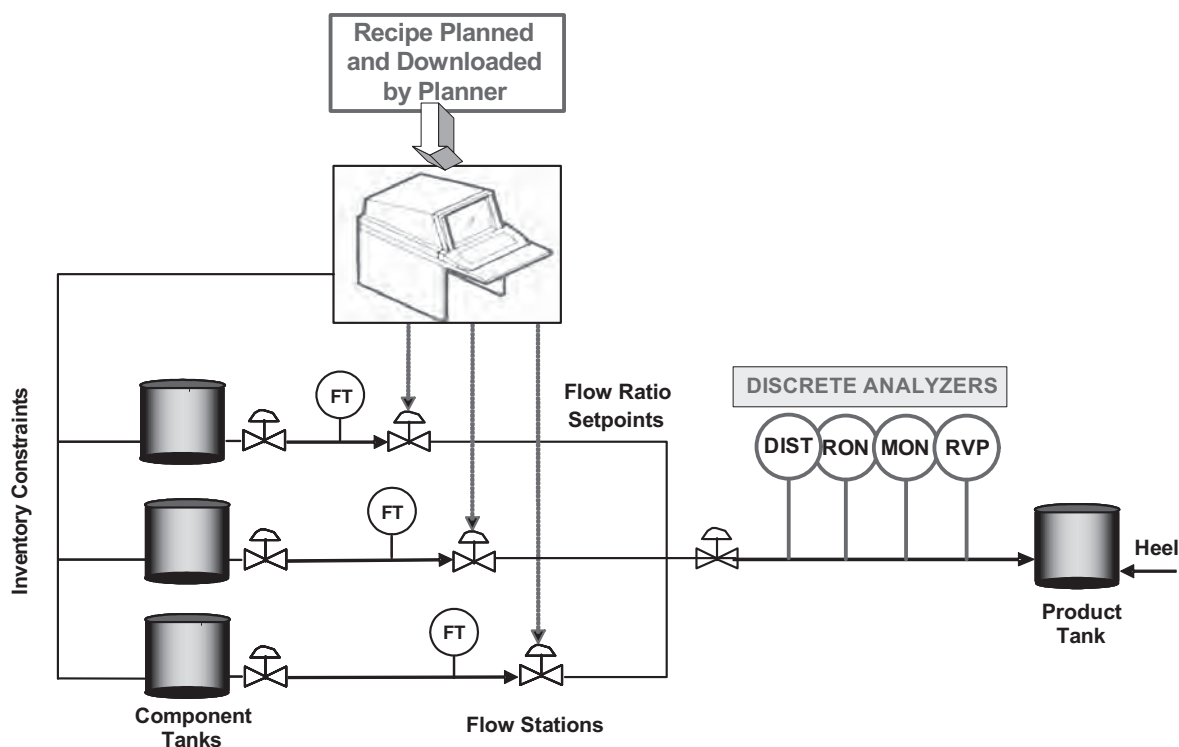 Recipe Planned
and Downloaded
by Planner
Inventory Constraints
FT
FT
FT
Flow Ratio
Setpoints
DISCRETE ANALYZERS
DIST
RON
MON
RVP
Heel
Product
Tank
Component
Tanks
Flow Stations